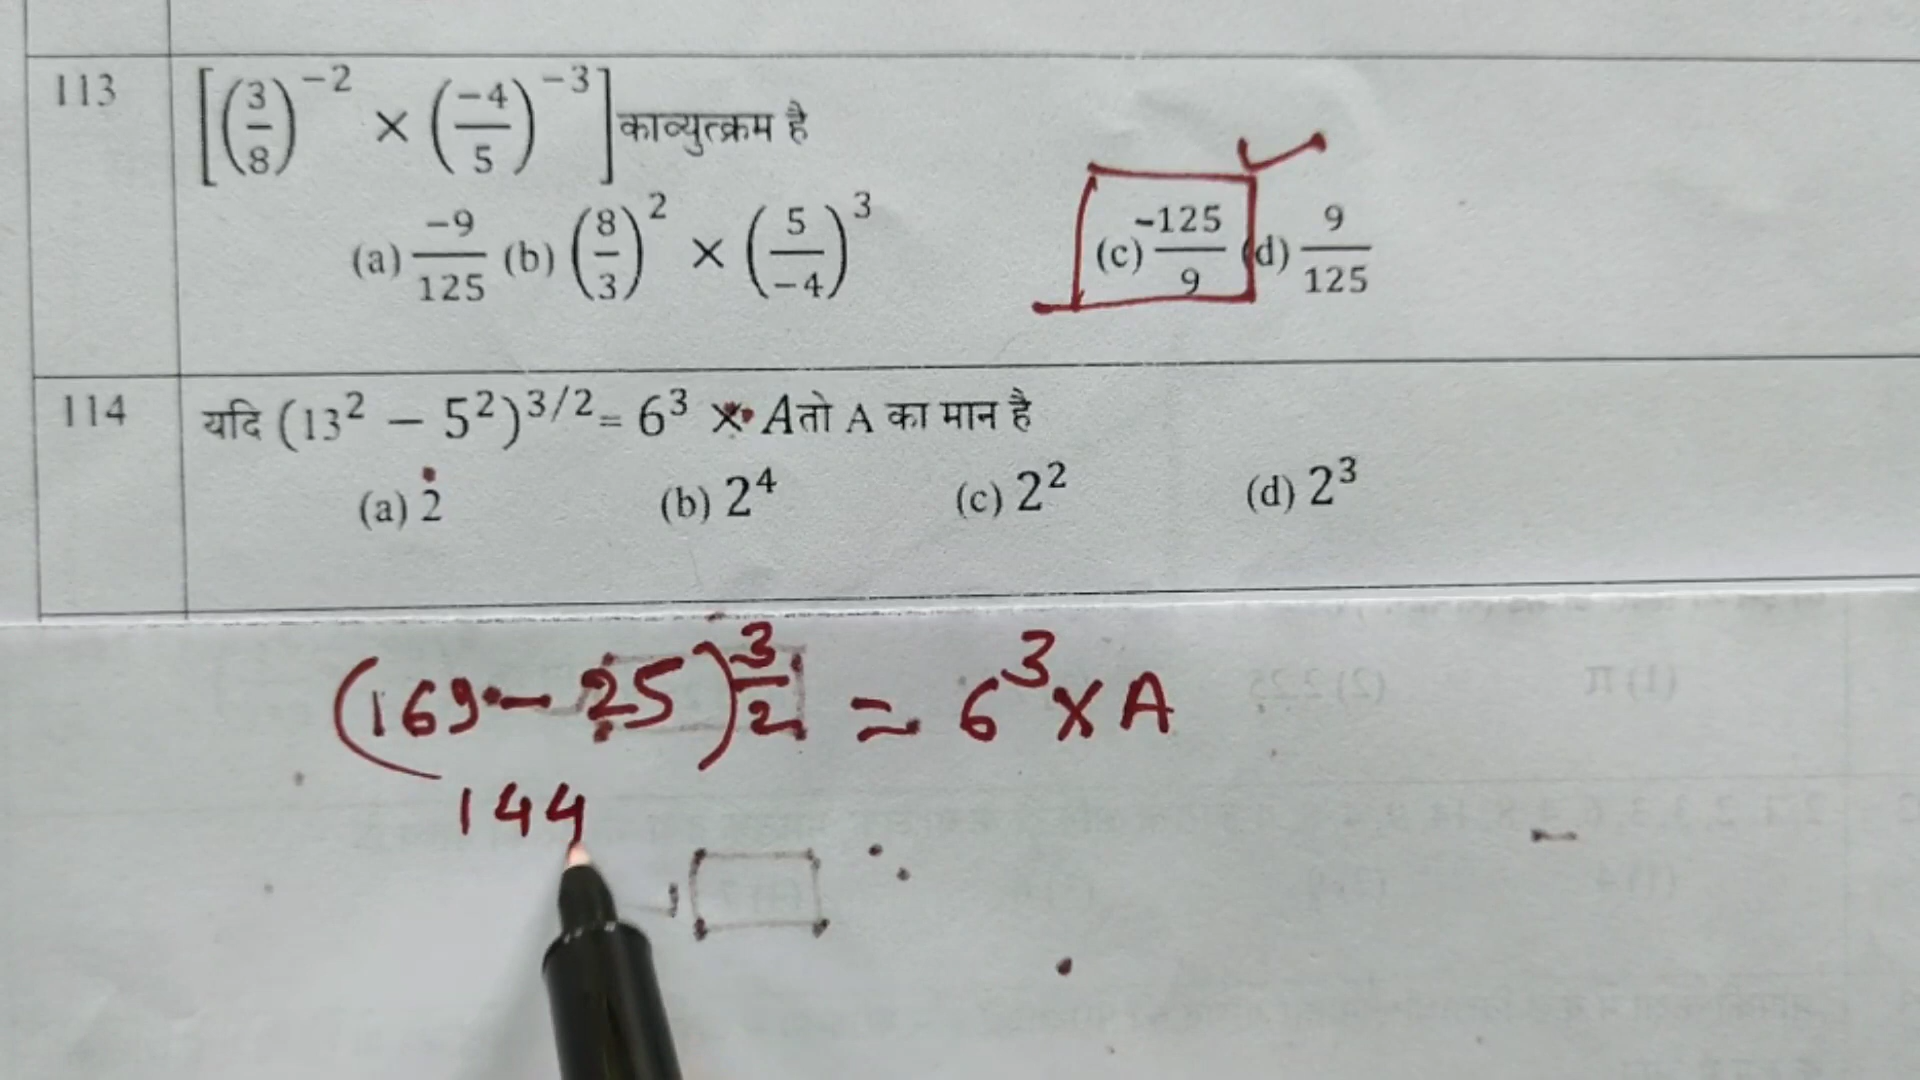 113
[(3/8)^-2 × (-4/5)^-3] काव्युत्क्रम है
(a) -9/125 (b) (8/3)^2 × (5/-4)^3 (c) -125/9 (d) 9/125
114
यदि (13^2 − 5^2)^3/2 = 6^3 × A तो A का मान है
(a) 2 (b) 2^4 (c) 2^2 (d) 2^3
(169 - 25)^3/2 = 6^3 × A
144